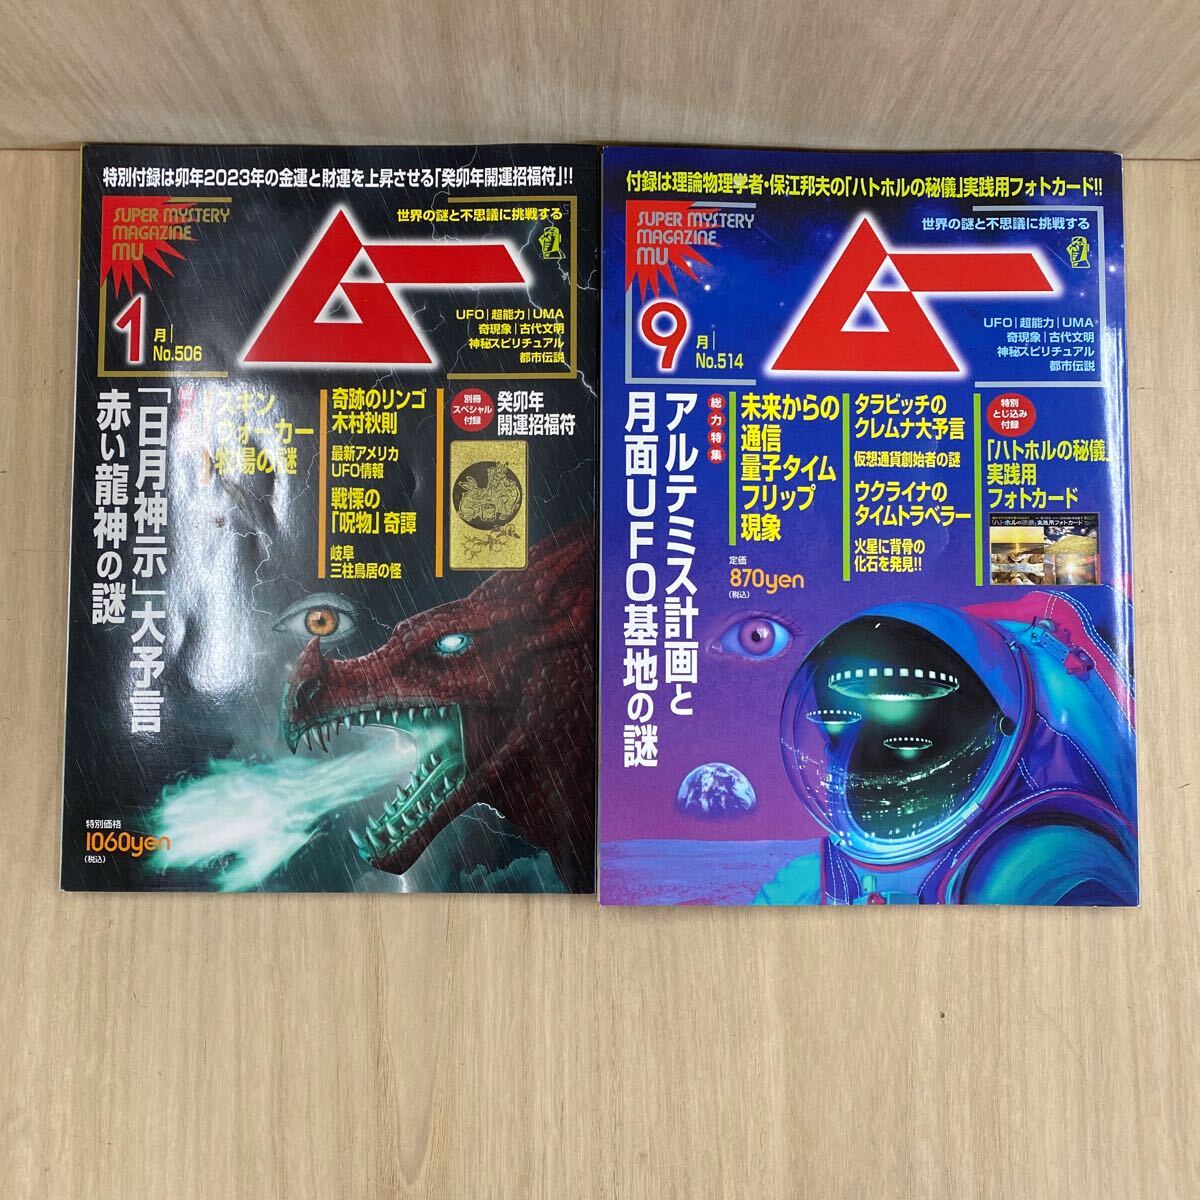 特別付録は卯年2023年の金運と財運を上昇させる「癸卯年開運招福符」!!
SUPER MYSTERY
MAGAZINE
MU
世界の謎と不思議に挑戦する
ムー
1月
No.506
UFO|超能力|UMA
奇現象|古代文明
神秘スピリチュアル
都市伝説
「日月神示」大予言
赤い龍神の謎
スキン
ウォーカー
牧場の謎
奇跡のリンゴ
木村秋則
最新アメリカ
UFO情報
戦慄の
「呪物」奇譚
岐阜
三柱鳥居の怪
別冊
スペシャル
付録
癸卯年
開運招福符
特別価格
1060yen
(税込)
付録は理論物理学者・保江邦夫の「ハトホルの秘儀」実践用フォトカード!!
SUPER MYSTERY
MAGAZINE
MU
世界の謎と不思議に挑戦する
ムー
9月
No.514
UFO|超能力|UMA
奇現象|古代文明
神秘スピリチュアル
都市伝説
総力特集
アルテミス計画と
月面UFO基地の謎
未来からの
通信
量子タイム
フリップ
現象
タラビッチの
クレムナ大予言
仮想通貨創始者の謎
ウクライナの
タイムトラベラー
火星に背骨の
化石を発見!!
特別
とじ込み
付録
「ハトホルの秘儀」
実践用
フォトカード
「ハトホルの秘儀」実践用フォトカード
定価
870yen
(税込)